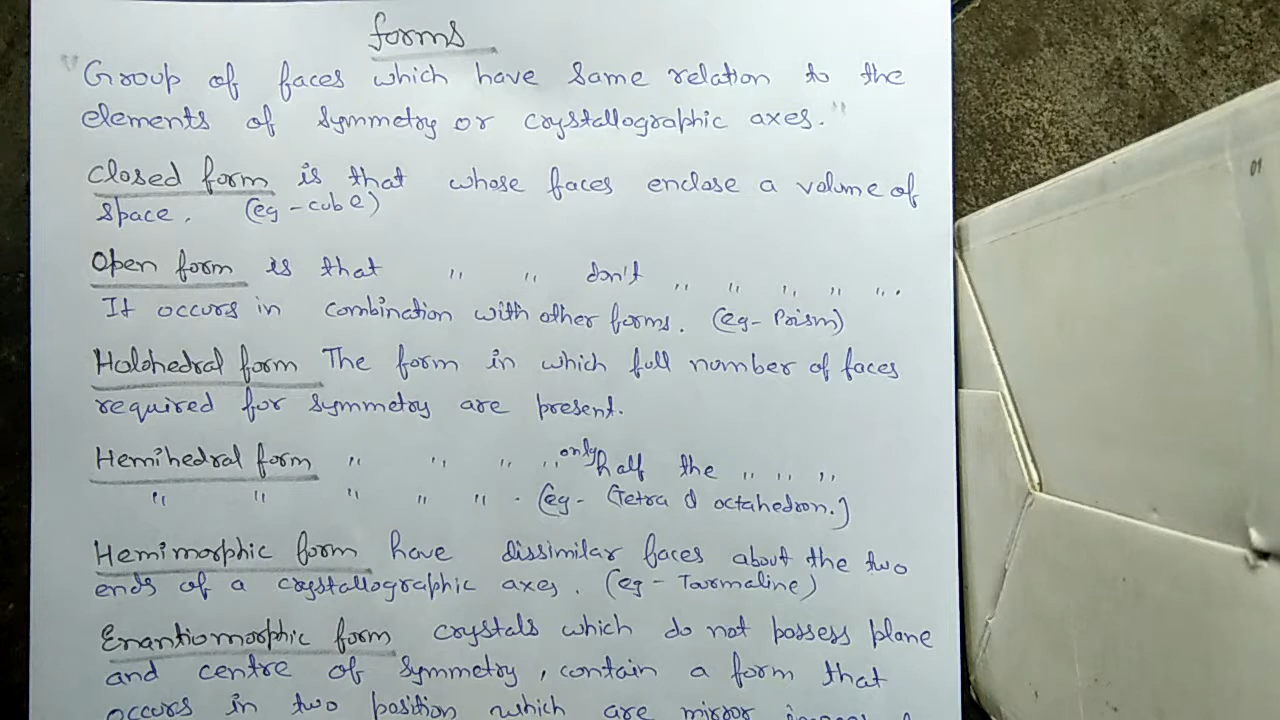 forms
"Group of faces which have same relation to the
elements of symmetry or crystallographic axes."
Closed form is that whose faces enclose a volume of
space. (eg - cube)
Open form is that " " don't " " " " ".
It occurs in combination with other forms. (eg- Prism)
Holohedral form The form in which full number of faces
required for symmetry are present.
Hemihedral form " " " " only half the " " "
" " " " " . (eg- Tetra d octahedron.)
Hemimorphic form have dissimilar faces about the two
ends of a crystallographic axes. (eg - Tourmaline)
Enantiomorphic form crystals which do not possess plane
and centre of symmetry, contain a form that
occurs in two position which are mirror
01